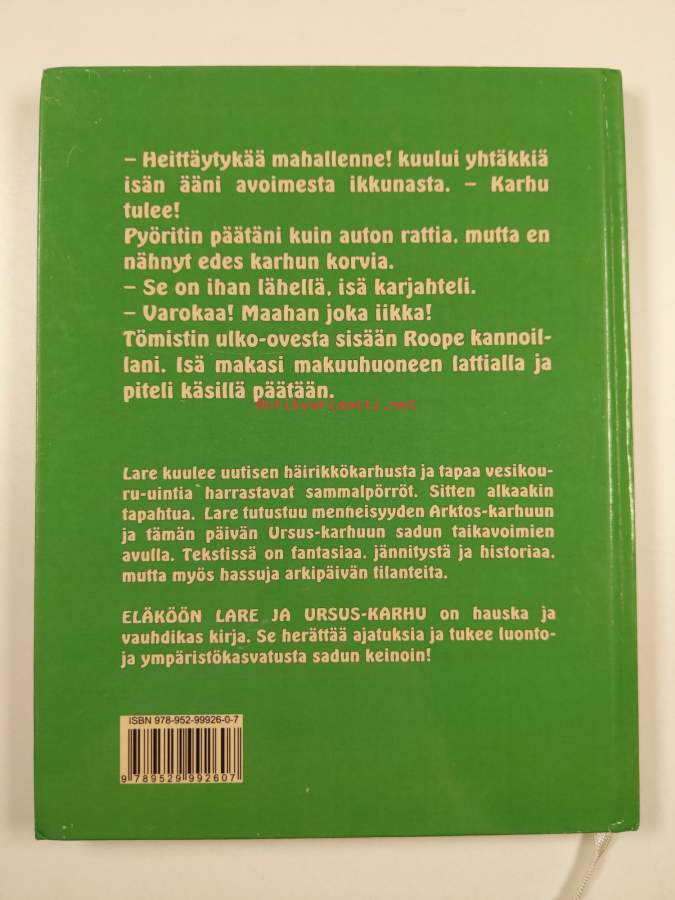 – Heittäytykää mahallenne! kuului yhtäkkiä
isän ääni avoimesta ikkunasta. – Karhu
tulee!
Pyöritin päätäni kuin auton rattia, mutta en
nähnyt edes karhun korvia.
– Se on ihan lähellä, isä karjahteli.
– Varokaa! Maahan joka iikka!
Tömistin ulko-ovesta sisään Roope kannoil-
lani. Isä makasi makuuhuoneen lattialla ja
piteli käsillä päätään.
Antikvariaatti.net
Lare kuulee uutisen häirikkökarhusta ja tapaa vesikou-
ru-uintia harrastavat sammalpörröt. Sitten alkaakin
tapahtua. Lare tutustuu menneisyyden Arktos-karhuun
ja tämän päivän Ursus-karhuun sadun taikavoimien
avulla. Tekstissä on fantasiaa, jännitystä ja historiaa,
mutta myös hassuja arkipäivän tilanteita.
ELÄKÖÖN LARE JA URSUS-KARHU on hauska ja
vauhdikas kirja. Se herättää ajatuksia ja tukee luonto-
ja ympäristökasvatusta sadun keinoin!
ISBN 978-952-99926-0-7
9 789529 992607